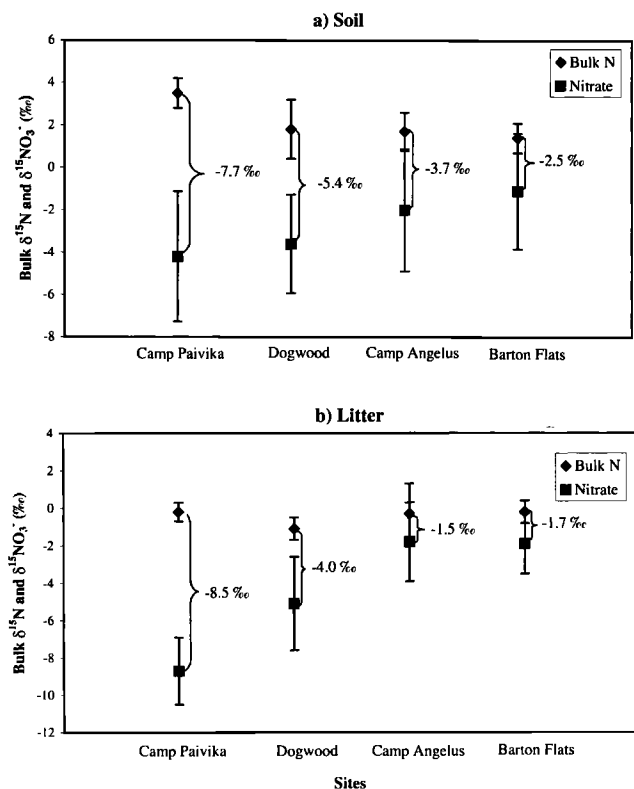 a) Soil
Bulk δ15N and δ15NO3- (‰)
6
4
2
0
-2
-4
-6
-8
Bulk N
Nitrate
-7.7 ‰
-5.4 ‰
-3.7 ‰
-2.5 ‰
Camp Paivika Dogwood Camp Angelus Barton Flats
b) Litter
Bulk δ15N and δ15NO3- (‰)
4
2
0
-2
-4
-6
-8
-10
-12
Bulk N
Nitrate
-8.5 ‰
-4.0 ‰
-1.5 ‰
-1.7 ‰
Camp Paivika Dogwood Camp Angelus Barton Flats
Sites